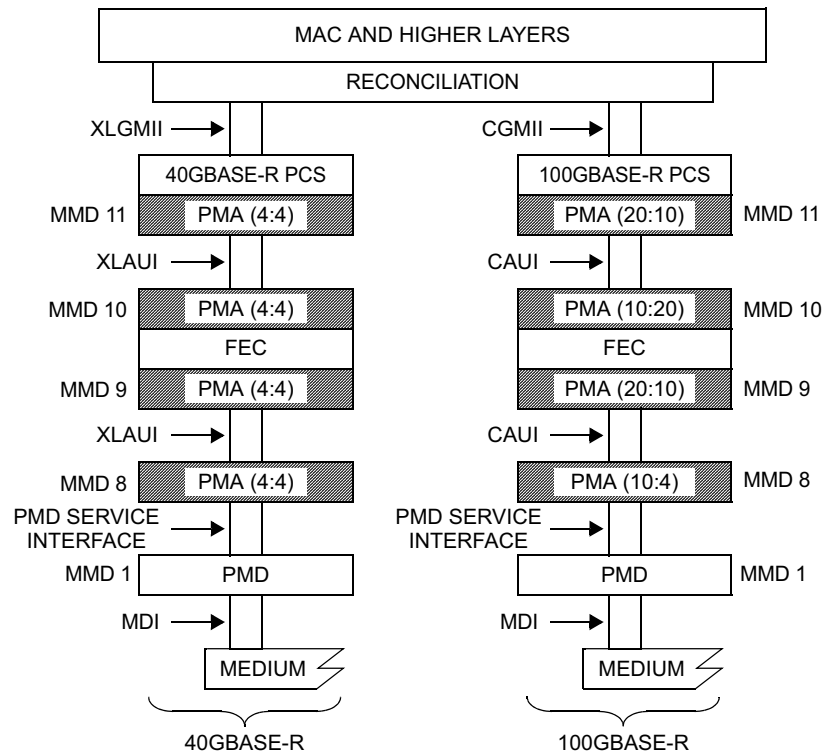 MAC AND HIGHER LAYERS
RECONCILIATION
XLGMII
CGMII
40GBASE-R PCS
100GBASE-R PCS
MMD 11
PMA (4:4)
PMA (20:10)
MMD 11
XLAUI
CAUI
MMD 10
PMA (4:4)
PMA (10:20)
MMD 10
FEC
FEC
MMD 9
PMA (4:4)
PMA (20:10)
MMD 9
XLAUI
CAUI
MMD 8
PMA (4:4)
PMA (10:4)
MMD 8
PMD SERVICE
INTERFACE
PMD SERVICE
INTERFACE
MMD 1
PMD
PMD
MMD 1
MDI
MDI
MEDIUM
MEDIUM
40GBASE-R
100GBASE-R